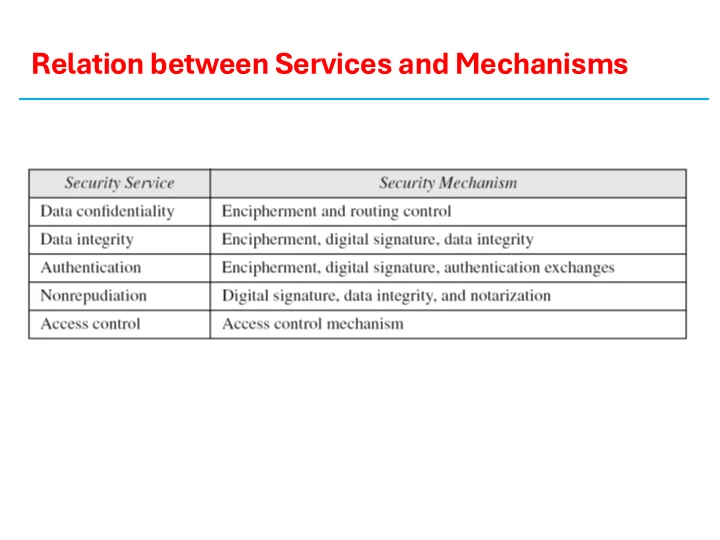 Relation between Services and Mechanisms
Security Service Security Mechanism
Data confidentiality Encipherment and routing control
Data integrity Encipherment, digital signature, data integrity
Authentication Encipherment, digital signature, authentication exchanges
Nonrepudiation Digital signature, data integrity, and notarization
Access control Access control mechanism